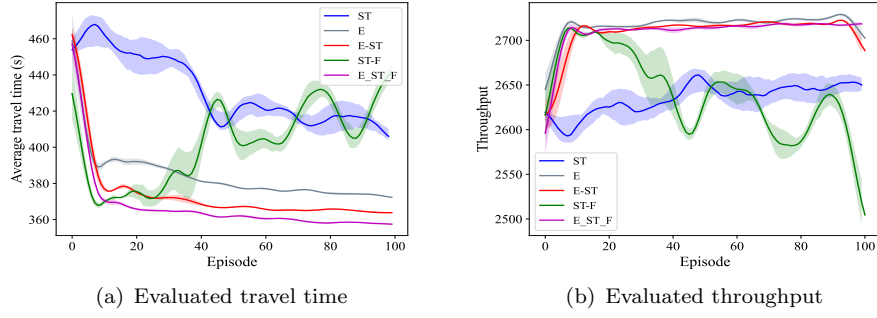 460
440
420
400
380
360
Average travel time (s)
0
20
40
60
80
100
Episode
ST
E
E-ST
ST-F
E_ST_F
(a) Evaluated travel time
2700
2650
2600
2550
2500
Throughput
0
20
40
60
80
100
Episode
ST
E
E-ST
ST-F
E_ST_F
(b) Evaluated throughput